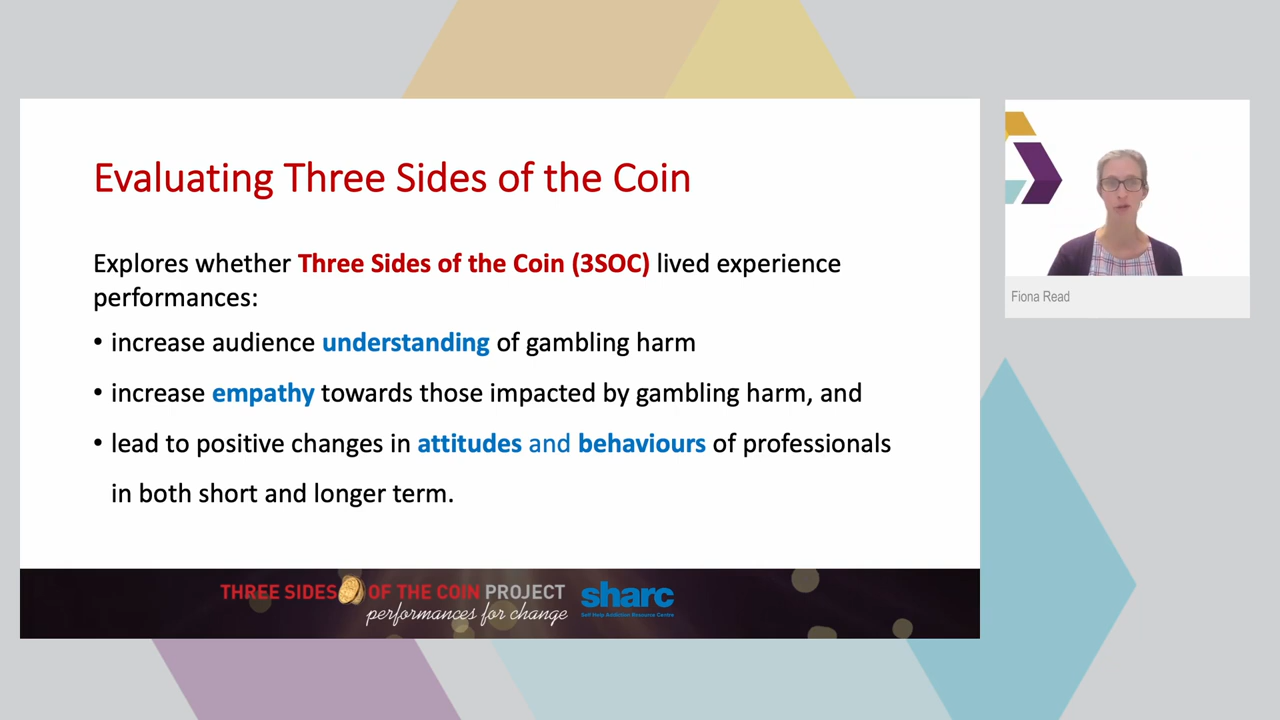 Evaluating Three Sides of the Coin
Explores whether Three Sides of the Coin (3SOC) lived experience
performances:
• increase audience understanding of gambling harm
• increase empathy towards those impacted by gambling harm, and
• lead to positive changes in attitudes and behaviours of professionals
in both short and longer term.
THREE SIDES OF THE COIN PROJECT
performances for change
sharc
Self Help Addiction Resource Centre
Fiona Read